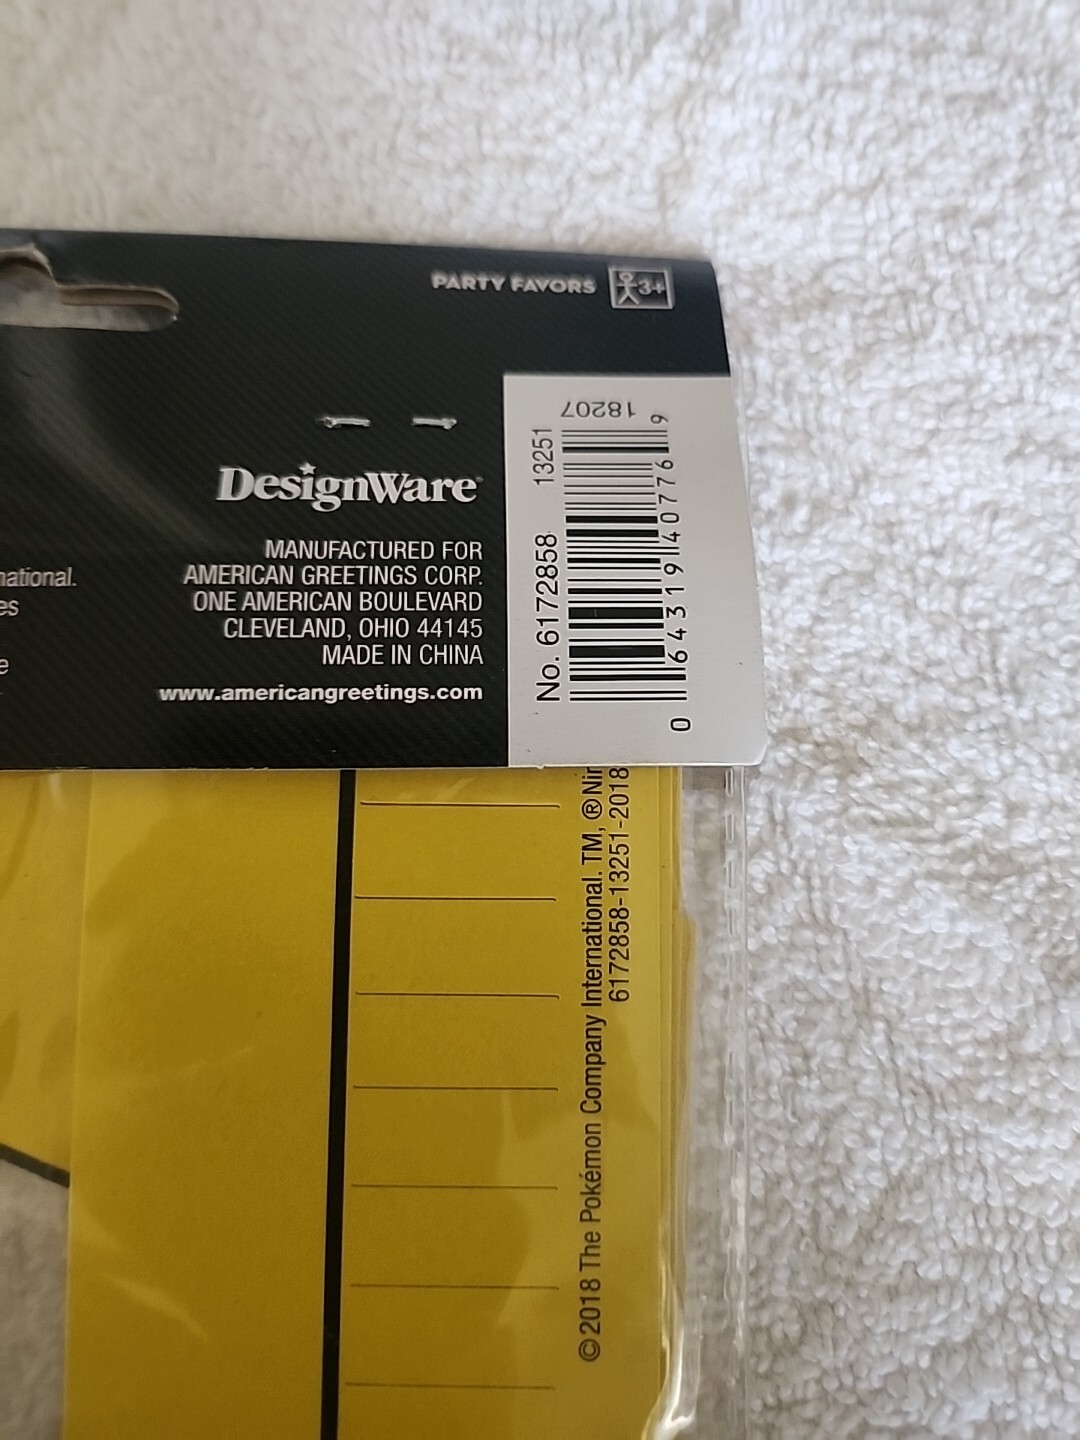 PARTY FAVORS 3+
18207
13251
No. 6172858
0 64319 40776 9
DesignWare
MANUFACTURED FOR
AMERICAN GREETINGS CORP.
ONE AMERICAN BOULEVARD
CLEVELAND, OHIO 44145
MADE IN CHINA
www.americangreetings.com
©2018 The Pokémon Company International. TM, ®Nin
6172858-13251-2018